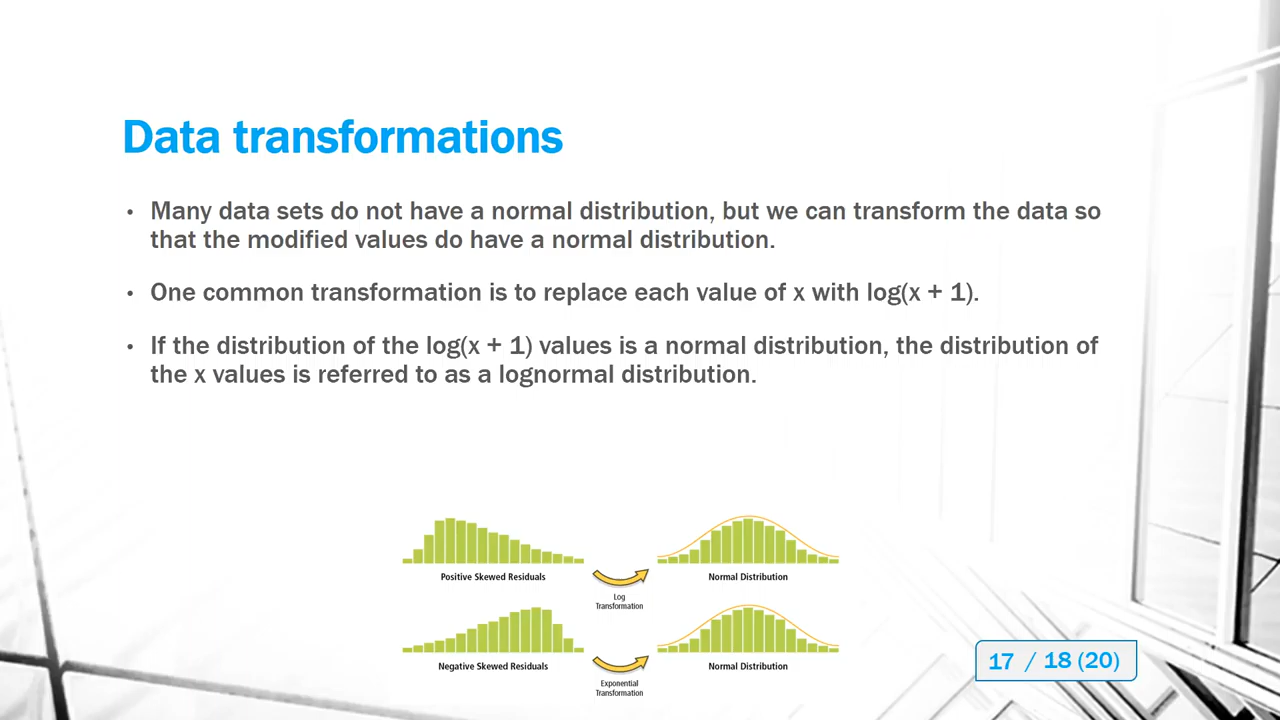 Data transformations
• Many data sets do not have a normal distribution, but we can transform the data so
that the modified values do have a normal distribution.
• One common transformation is to replace each value of x with log(x + 1).
• If the distribution of the log(x + 1) values is a normal distribution, the distribution of
the x values is referred to as a lognormal distribution.
Positive Skewed Residuals
Log
Transformation
Normal Distribution
Negative Skewed Residuals
Exponential
Transformation
Normal Distribution
17 / 18 (20)